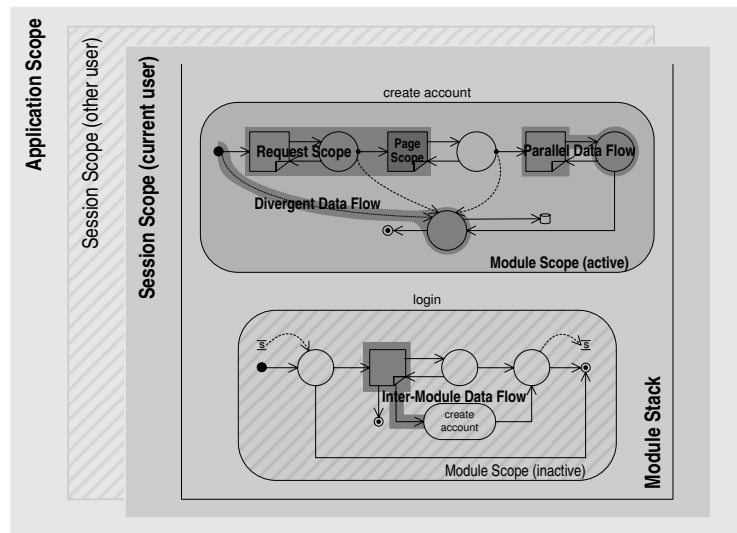 Application Scope
Session Scope (other user)
Session Scope (current user)
create account
Request Scope
Page
Scope
Parallel Data Flow
Divergent Data Flow
Module Scope (active)
login
s
s
Inter-Module Data Flow
create
account
Module Scope (inactive)
Module Stack